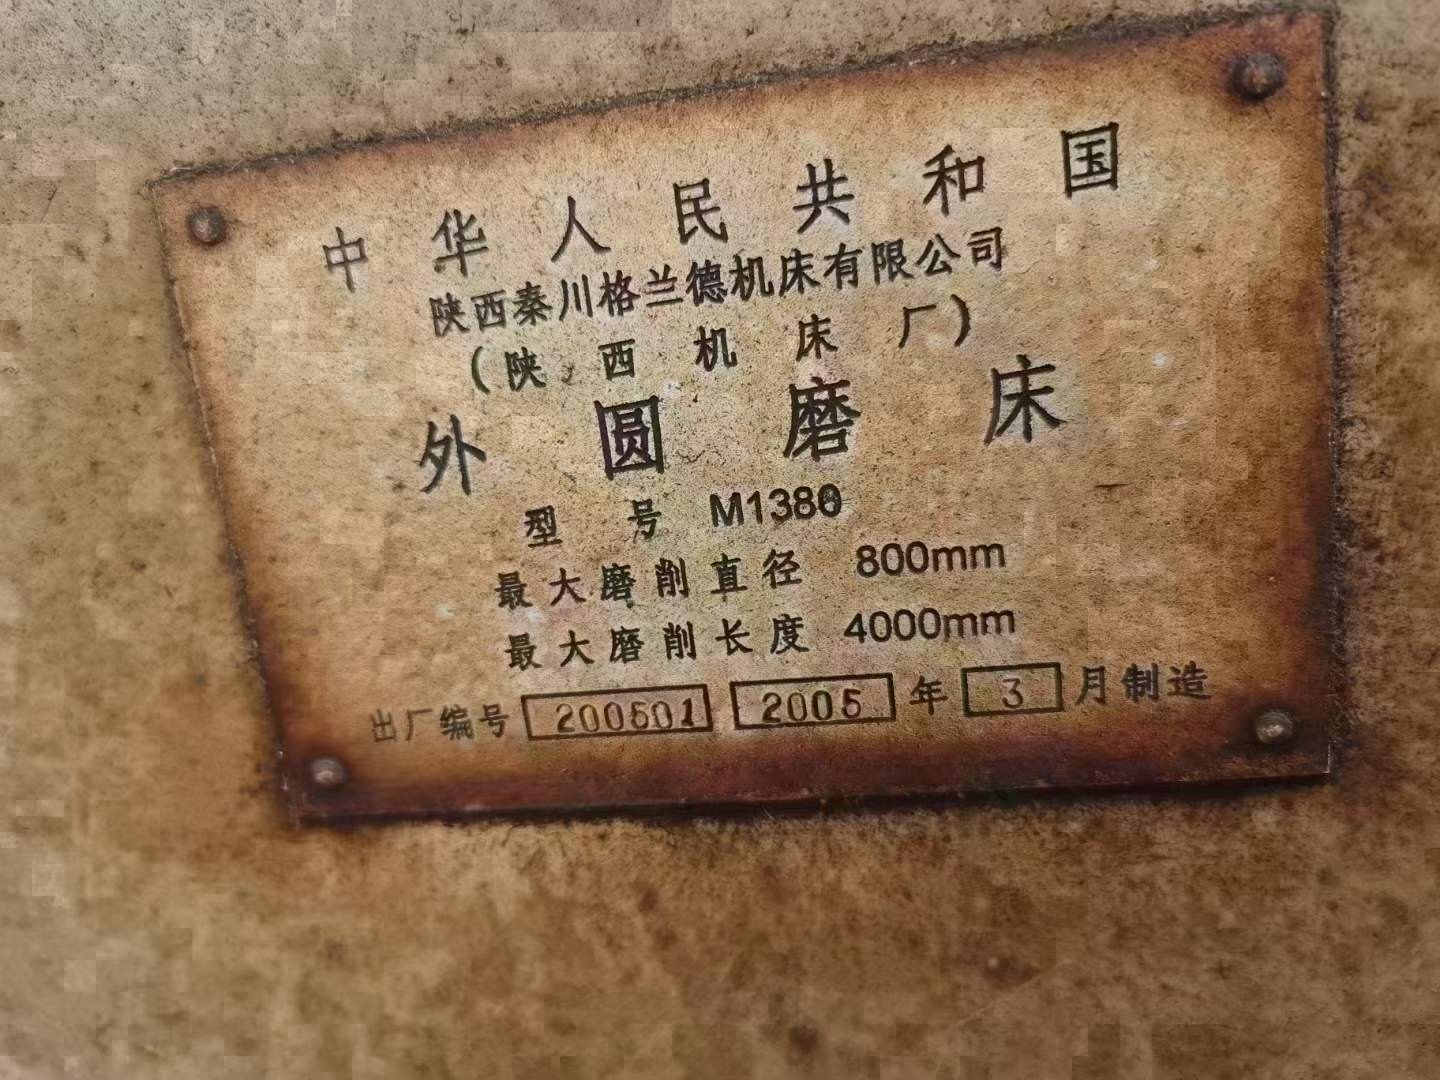 中华人民共和国
陕西秦川格兰德机床有限公司
（陕西机床厂）
外圆磨床
型号 M1380
最大磨削直径 800mm
最大磨削长度 4000mm
出厂编号 200501 2005 年 3 月制造